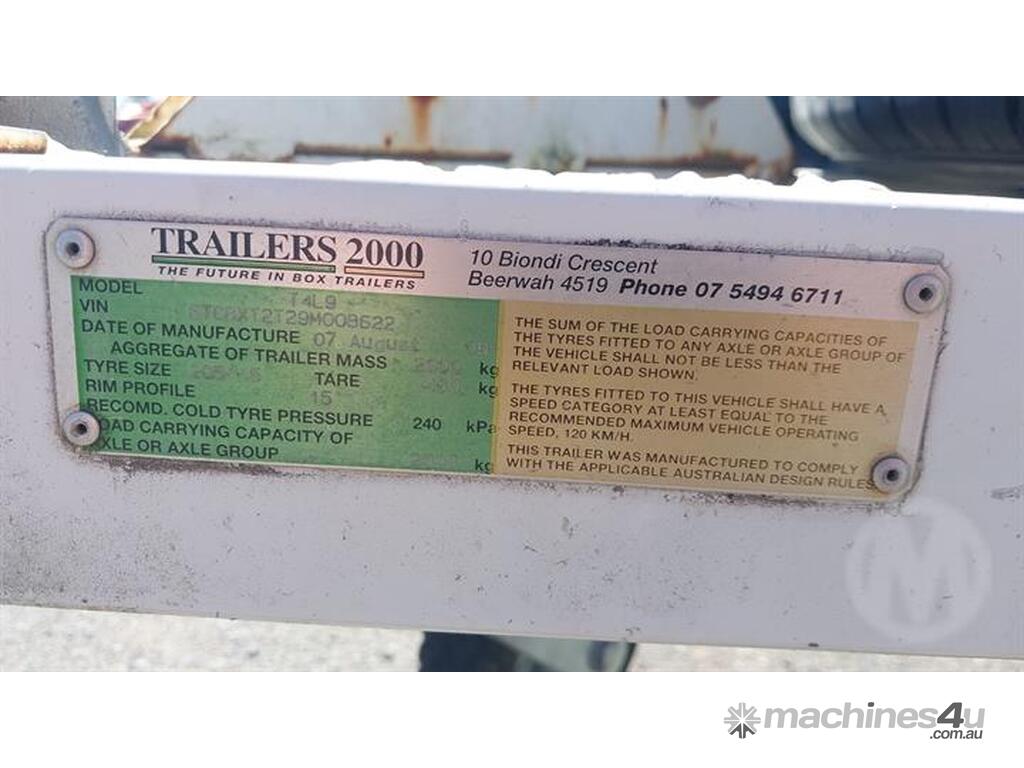 TRAILERS 2000
THE FUTURE IN BOX TRAILERS
10 Biondi Crescent
Beerwah 4519 Phone 07 5494 6711
MODEL T4L9
VIN
DATE OF MANUFACTURE 07 August
AGGREGATE OF TRAILER MASS kg
TYRE SIZE TARE kg
RIM PROFILE 15
RECOMD. COLD TYRE PRESSURE 240 kPa
LOAD CARRYING CAPACITY OF
AXLE OR AXLE GROUP kg
THE SUM OF THE LOAD CARRYING CAPACITIES OF
THE TYRES FITTED TO ANY AXLE OR AXLE GROUP OF
THE VEHICLE SHALL NOT BE LESS THAN THE
RELEVANT LOAD SHOWN.
THE TYRES FITTED TO THIS VEHICLE SHALL HAVE A
SPEED CATEGORY AT LEAST EQUAL TO THE
RECOMMENDED MAXIMUM VEHICLE OPERATING
SPEED, 120 KM/H.
THIS TRAILER WAS MANUFACTURED TO COMPLY
WITH THE APPLICABLE AUSTRALIAN DESIGN RULES
M
machines4u
.com.au